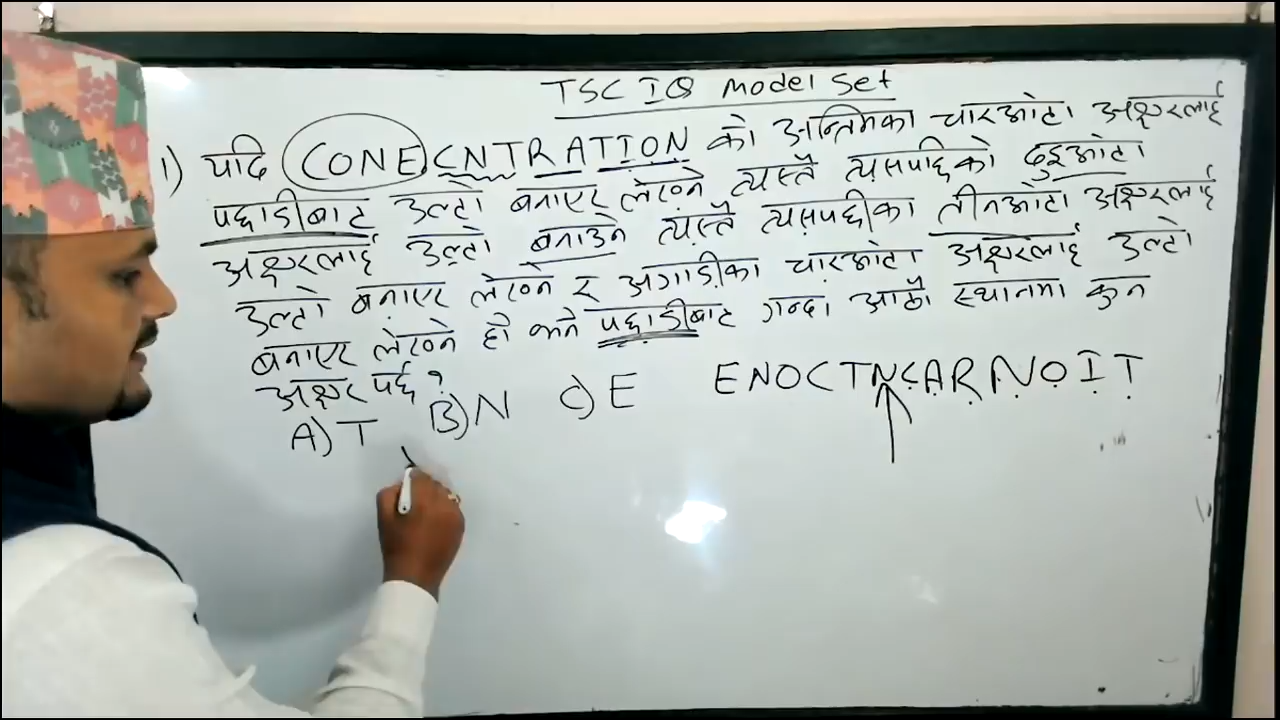 TSC IQ Model Set
1) यदि CONECNTRATION को अन्तिमका चारओटा अक्षरलाई
पछाडीबाट उल्टो बनाएर लेख्ने त्यस्तै त्यसपछिको दुइओटा
अक्षरलाई उल्टो बनाउने त्यस्तै त्यसपछीका तीनओटा अक्षरलाई
उल्टो बनाएर लेख्ने र अगाडीका चारओटा अक्षरलाई उल्टो
बनाएर लेख्ने हो भने पछाडीबाट गन्दा आठौ स्थानमा कुन
अक्षर पर्छ ?
ENOCTNCARNOIT
A) T B) N C) E